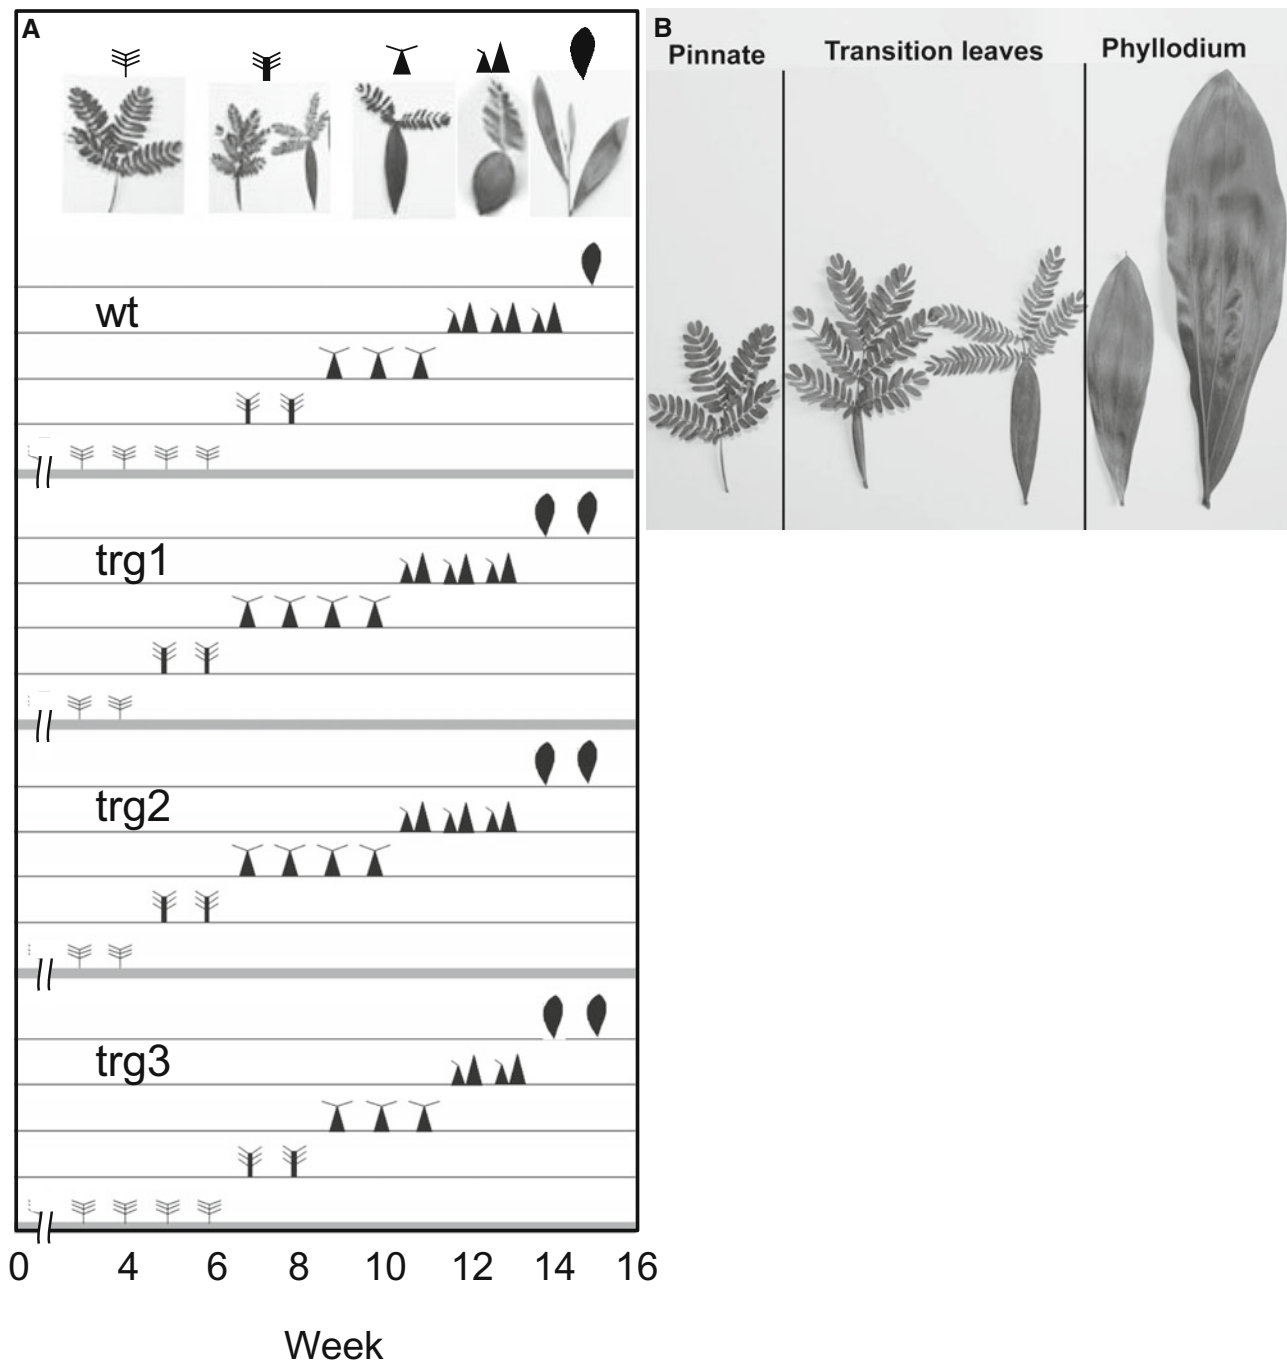 A
wt
trg1
trg2
trg3
0 4 6 8 10 12 14 16
Week
B
Pinnate
Transition leaves
Phyllodium